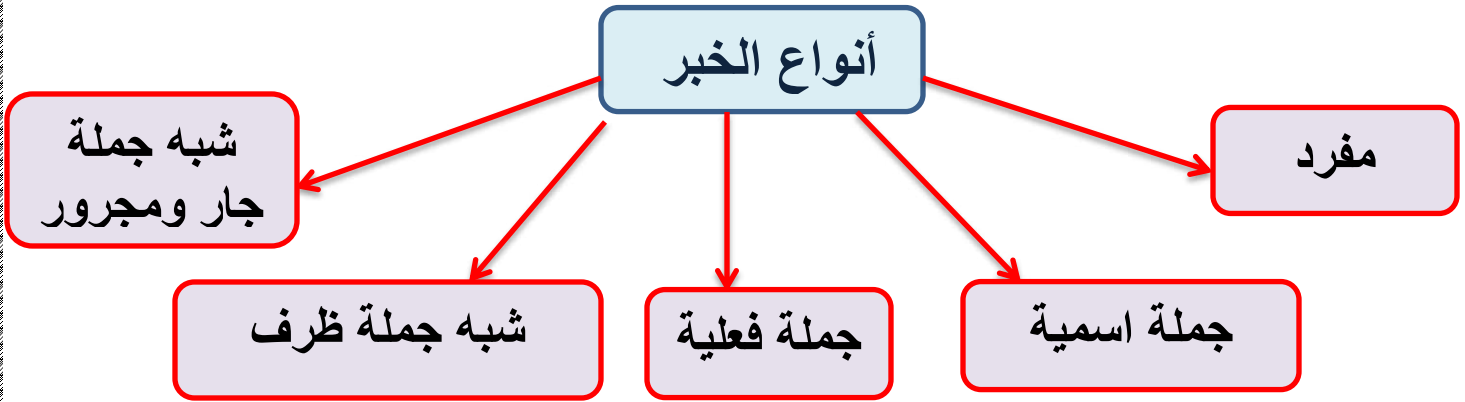 أنواع الخبر
مفرد
جملة اسمية
جملة فعلية
شبه جملة ظرف
شبه جملة
جار ومجرور